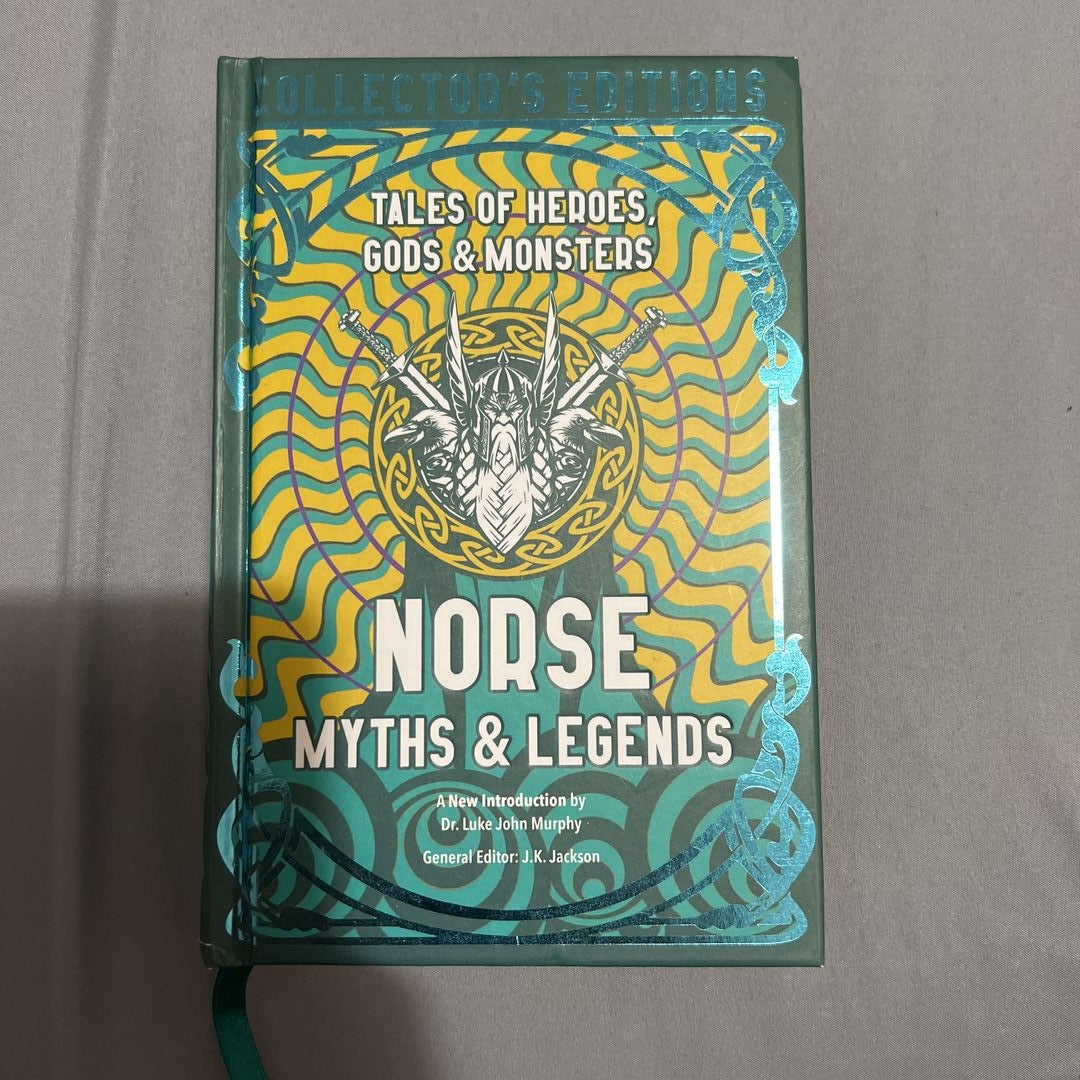 COLLECTOR'S EDITIONS
TALES OF HEROES,
GODS & MONSTERS
NORSE
MYTHS & LEGENDS
A New Introduction by
Dr. Luke John Murphy
General Editor: J.K. Jackson